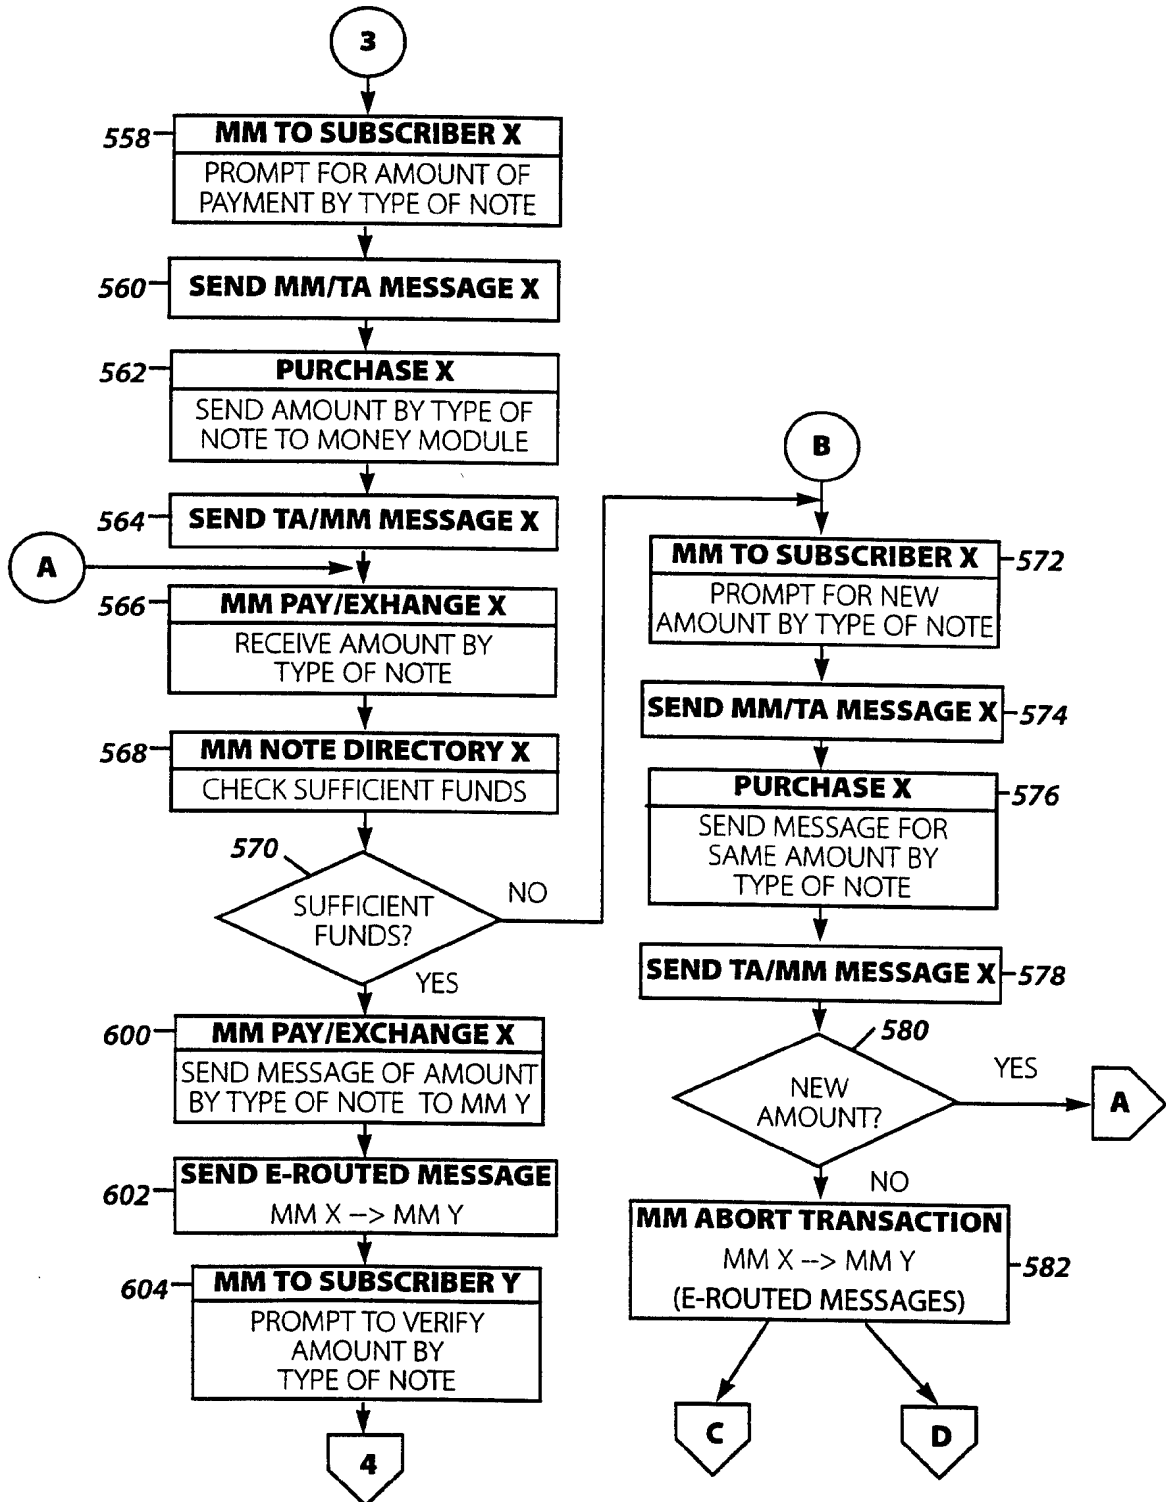 3
558
MM TO SUBSCRIBER X
PROMPT FOR AMOUNT OF
PAYMENT BY TYPE OF NOTE
560
SEND MM/TA MESSAGE X
562
PURCHASE X
SEND AMOUNT BY TYPE OF
NOTE TO MONEY MODULE
564
SEND TA/MM MESSAGE X
A
566
MM PAY/EXHANGE X
RECEIVE AMOUNT BY
TYPE OF NOTE
568
MM NOTE DIRECTORY X
CHECK SUFFICIENT FUNDS
570
SUFFICIENT
FUNDS?
NO
YES
600
MM PAY/EXCHANGE X
SEND MESSAGE OF AMOUNT
BY TYPE OF NOTE TO MM Y
602
SEND E-ROUTED MESSAGE
MM X --> MM Y
604
MM TO SUBSCRIBER Y
PROMPT TO VERIFY
AMOUNT BY
TYPE OF NOTE
4
B
MM TO SUBSCRIBER X
572
PROMPT FOR NEW
AMOUNT BY TYPE OF NOTE
SEND MM/TA MESSAGE X
574
PURCHASE X
576
SEND MESSAGE FOR
SAME AMOUNT BY
TYPE OF NOTE
SEND TA/MM MESSAGE X
578
580
NEW
AMOUNT?
YES
A
NO
MM ABORT TRANSACTION
MM X --> MM Y
582
(E-ROUTED MESSAGES)
C
D